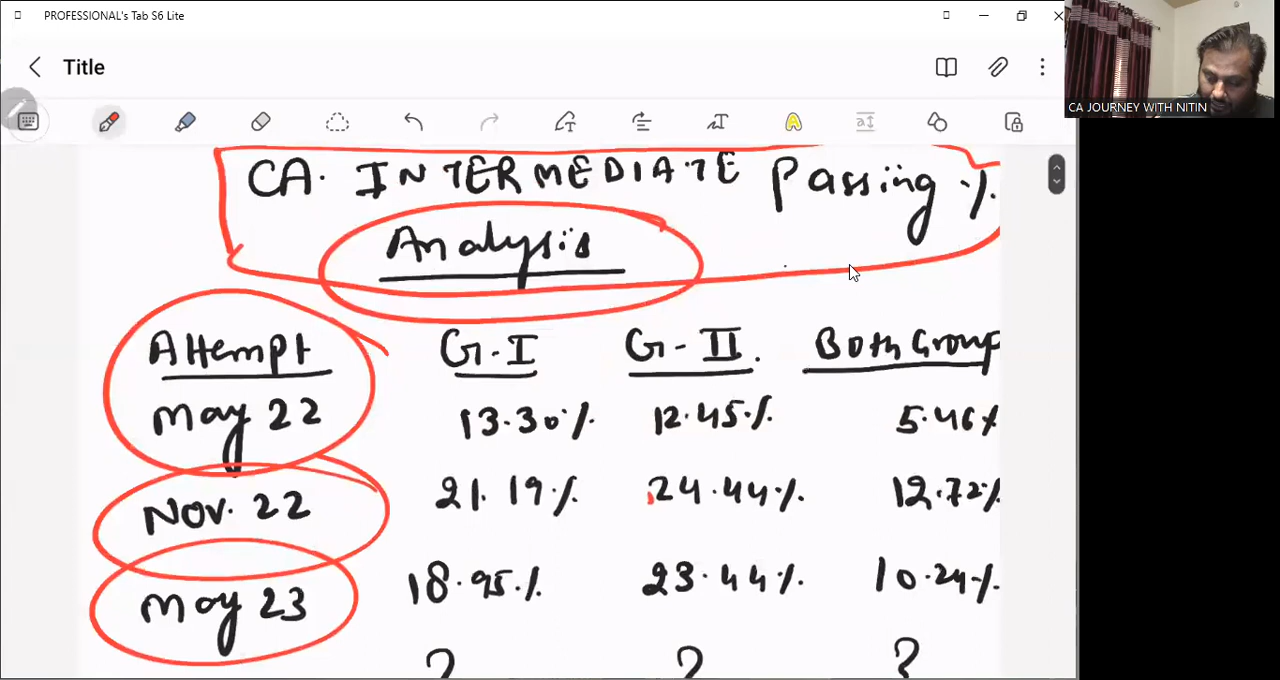 PROFESSIONAL's Tab S6 Lite
Title
CA JOURNEY WITH NITIN
CA. INTERMEDIATE Passing %
Analysis
Attempt G-I G-II. Both Group
May 22 13.30% 12.45% 5.46%
Nov. 22 21.19% 24.44% 12.72%
May 23 18.95% 23.44% 10.24%
? ? ?